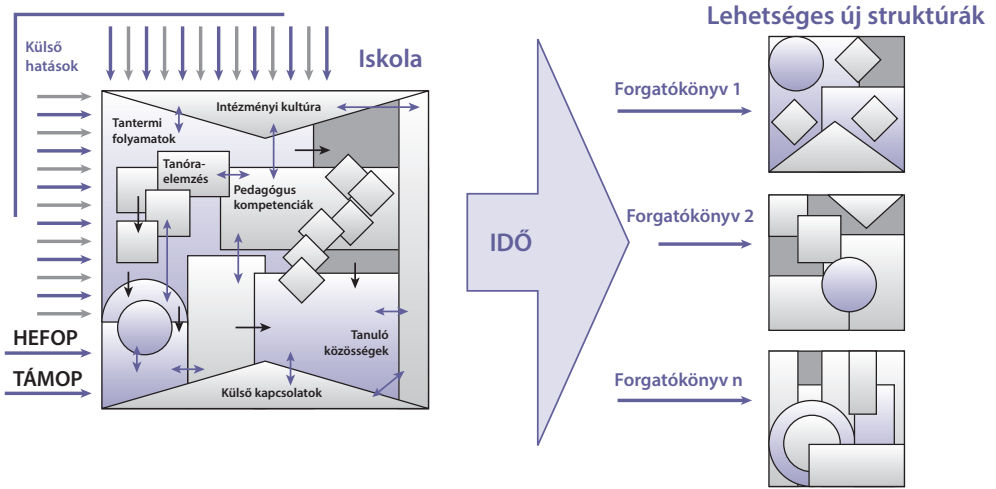 Lehetséges új struktúrák
Külső
hatások
Iskola
Intézményi kultúra
Tantermi
folyamatok
Tanóra-
elemzés
Pedagógus
kompetenciák
Tanuló
közösségek
Külső kapcsolatok
HEFOP
TÁMOP
IDŐ
Forgatókönyv 1
Forgatókönyv 2
Forgatókönyv n